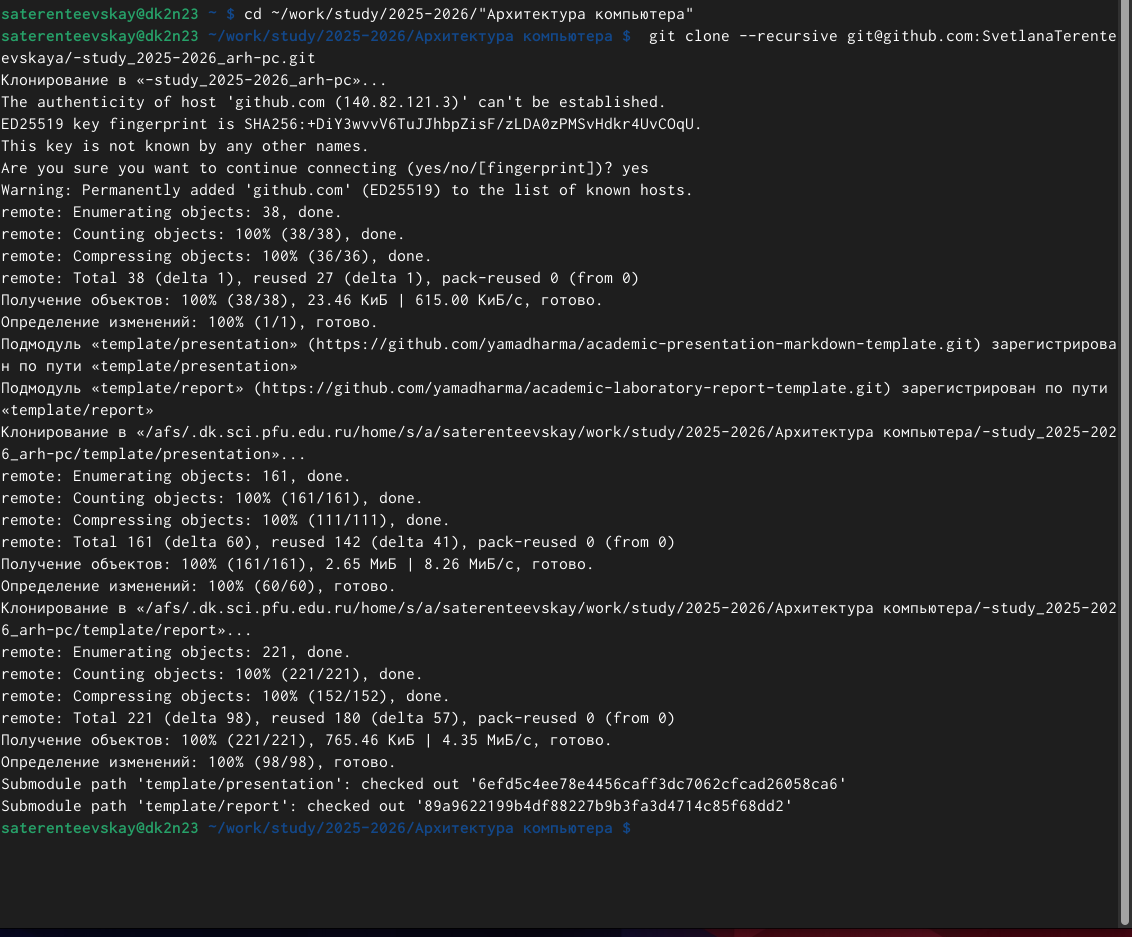 saterenteevskay@dk2n23 ~ $ cd ~/work/study/2025-2026/"Архитектура компьютера"
saterenteevskay@dk2n23 ~/work/study/2025-2026/Архитектура компьютера $  git clone --recursive git@github.com:SvetlanaTerente
evskaya/-study_2025-2026_arh-pc.git
Клонирование в «-study_2025-2026_arh-pc»...
The authenticity of host 'github.com (140.82.121.3)' can't be established.
ED25519 key fingerprint is SHA256:+DiY3wvvV6TuJJhbpZisF/zLDA0zPMSvHdkr4UvCOqU.
This key is not known by any other names.
Are you sure you want to continue connecting (yes/no/[fingerprint])? yes
Warning: Permanently added 'github.com' (ED25519) to the list of known hosts.
remote: Enumerating objects: 38, done.
remote: Counting objects: 100% (38/38), done.
remote: Compressing objects: 100% (36/36), done.
remote: Total 38 (delta 1), reused 27 (delta 1), pack-reused 0 (from 0)
Получение объектов: 100% (38/38), 23.46 КиБ | 615.00 КиБ/с, готово.
Определение изменений: 100% (1/1), готово.
Подмодуль «template/presentation» (https://github.com/yamadharma/academic-presentation-markdown-template.git) зарегистрирова
н по пути «template/presentation»
Подмодуль «template/report» (https://github.com/yamadharma/academic-laboratory-report-template.git) зарегистрирован по пути
«template/report»
Клонирование в «/afs/.dk.sci.pfu.edu.ru/home/s/a/saterenteevskay/work/study/2025-2026/Архитектура компьютера/-study_2025-202
6_arh-pc/template/presentation»...
remote: Enumerating objects: 161, done.
remote: Counting objects: 100% (161/161), done.
remote: Compressing objects: 100% (111/111), done.
remote: Total 161 (delta 60), reused 142 (delta 41), pack-reused 0 (from 0)
Получение объектов: 100% (161/161), 2.65 МиБ | 8.26 МиБ/с, готово.
Определение изменений: 100% (60/60), готово.
Клонирование в «/afs/.dk.sci.pfu.edu.ru/home/s/a/saterenteevskay/work/study/2025-2026/Архитектура компьютера/-study_2025-202
6_arh-pc/template/report»...
remote: Enumerating objects: 221, done.
remote: Counting objects: 100% (221/221), done.
remote: Compressing objects: 100% (152/152), done.
remote: Total 221 (delta 98), reused 180 (delta 57), pack-reused 0 (from 0)
Получение объектов: 100% (221/221), 765.46 КиБ | 4.35 МиБ/с, готово.
Определение изменений: 100% (98/98), готово.
Submodule path 'template/presentation': checked out '6efd5c4ee78e4456caff3dc7062cfcad26058ca6'
Submodule path 'template/report': checked out '89a9622199b4df88227b9b3fa3d4714c85f68dd2'
saterenteevskay@dk2n23 ~/work/study/2025-2026/Архитектура компьютера $